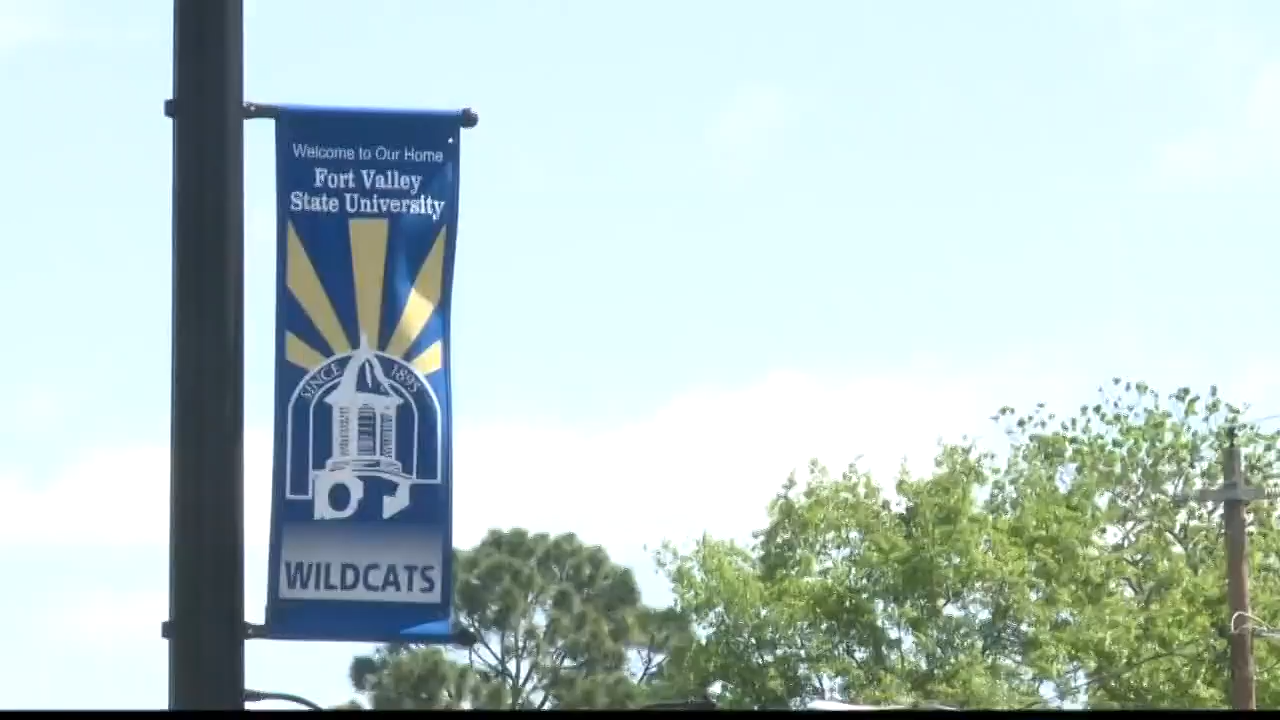 Welcome to Our Home
Fort Valley
State University
SINCE 1895
WILDCATS